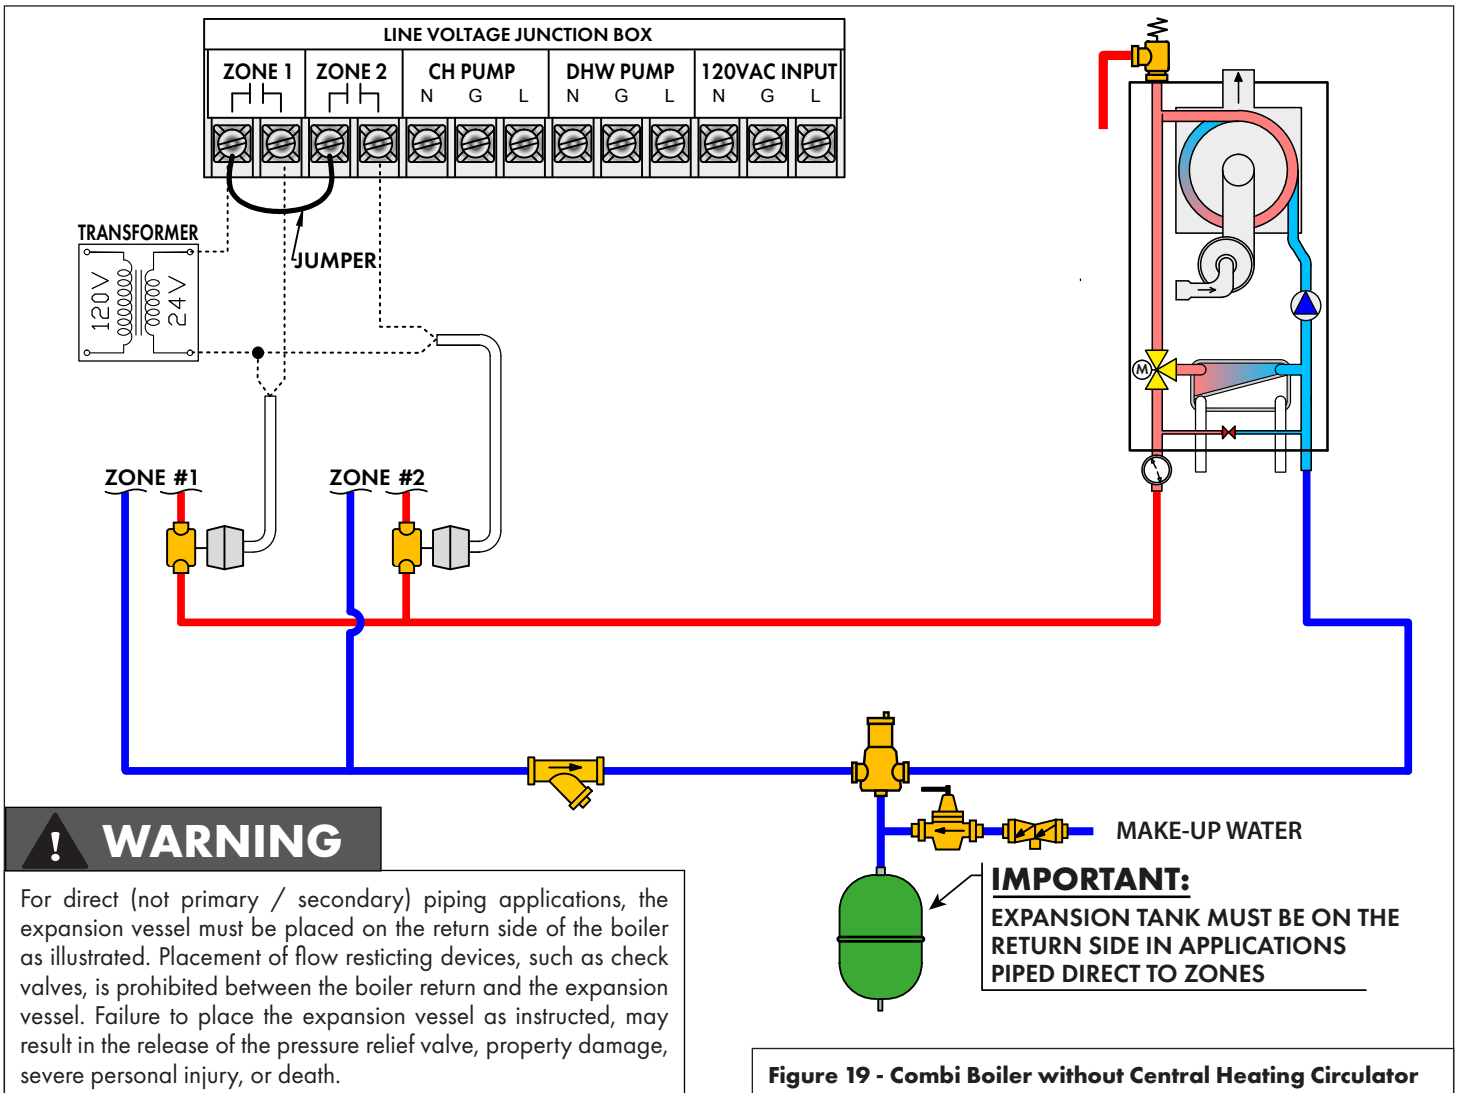 LINE VOLTAGE JUNCTION BOX
ZONE 1 ZONE 2 CH PUMP DHW PUMP 120VAC INPUT
N G L N G L N G L
TRANSFORMER
120V 24V
JUMPER
M
ZONE #1 ZONE #2
MAKE-UP WATER
! WARNING
For direct (not primary / secondary) piping applications, the
expansion vessel must be placed on the return side of the boiler
as illustrated. Placement of flow resticting devices, such as check
valves, is prohibited between the boiler return and the expansion
vessel. Failure to place the expansion vessel as instructed, may
result in the release of the pressure relief valve, property damage,
severe personal injury, or death.
IMPORTANT:
EXPANSION TANK MUST BE ON THE
RETURN SIDE IN APPLICATIONS
PIPED DIRECT TO ZONES
Figure 19 - Combi Boiler without Central Heating Circulator